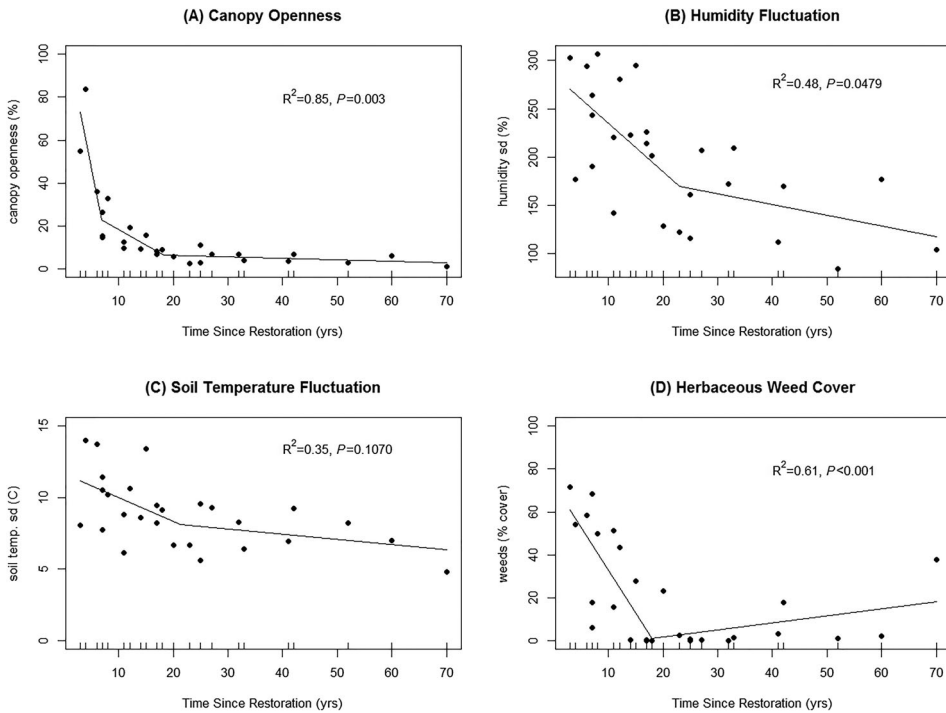 (A) Canopy Openness
canopy openness (%)
0 20 40 60 80 100
R2=0.85, P=0.003
10 20 30 40 50 60 70
Time Since Restoration (yrs)
(B) Humidity Fluctuation
humidity sd (%)
100 150 200 250 300
R2=0.48, P=0.0479
10 20 30 40 50 60 70
Time Since Restoration (yrs)
(C) Soil Temperature Fluctuation
soil temp. sd (C)
0 5 10 15
R2=0.35, P=0.1070
10 20 30 40 50 60 70
Time Since Restoration (yrs)
(D) Herbaceous Weed Cover
weeds (% cover)
0 20 40 60 80 100
R2=0.61, P<0.001
10 20 30 40 50 60 70
Time Since Restoration (yrs)